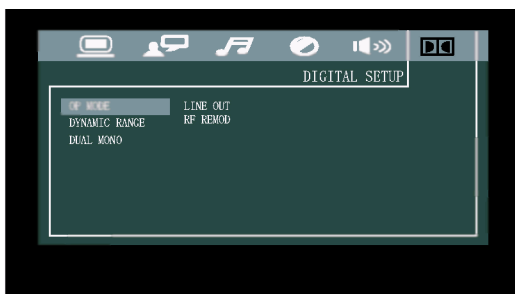 DIGITAL SETUP
OP MODE LINE OUT
DYNAMIC RANGE RF REMOD
DUAL MONO